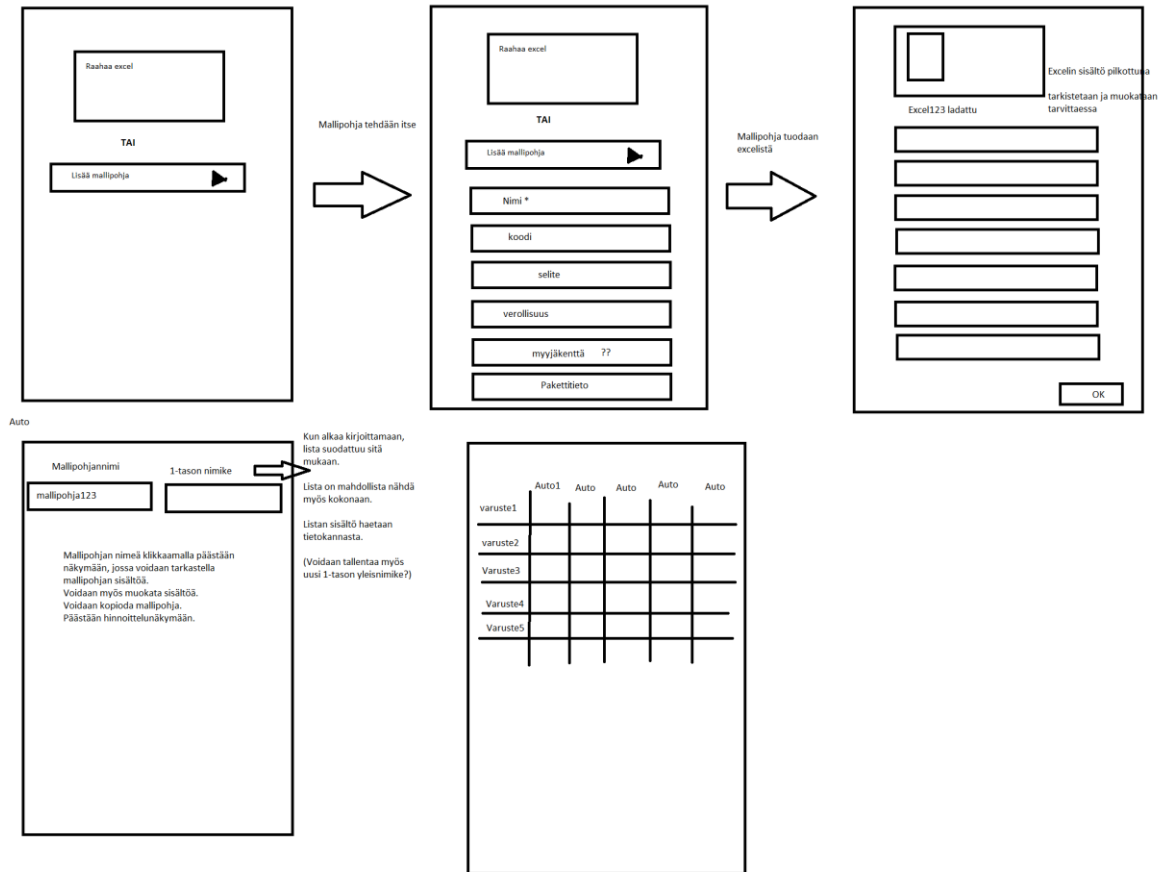 Raahaa excel
TAI
Lisää mallipohja
Mallipohja tehdään itse
Raahaa excel
TAI
Lisää mallipohja
Nimi *
koodi
selite
verollisuus
myyjäkenttä ??
Pakettitieto
Mallipohja tuodaan
excelistä
Excelin sisältö pilkottuna
tarkistetaan ja muokataan
tarvittaessa
Excel123 ladattu
OK
Auto
Mallipohjannimi
1-tason nimike
mallipohja123
Kun alkaa kirjoittamaan,
lista suodattuu sitä
mukaan.
Lista on mahdollista nähdä
myös kokonaan.
Listan sisältö haetaan
tietokannasta.
(Voidaan tallentaa myös
uusi 1-tason yleisnimike?)
Mallipohjan nimeä klikkaamalla päästään
näkymään, jossa voidaan tarkastella
mallipohjan sisältöä.
Voidaan myös muokata sisältöä.
Voidaan kopioda mallipohja.
Päästään hinnoittelunäkymään.
Auto1 Auto Auto Auto Auto
varuste1
varuste2
Varuste3
Varuste4
Varuste5